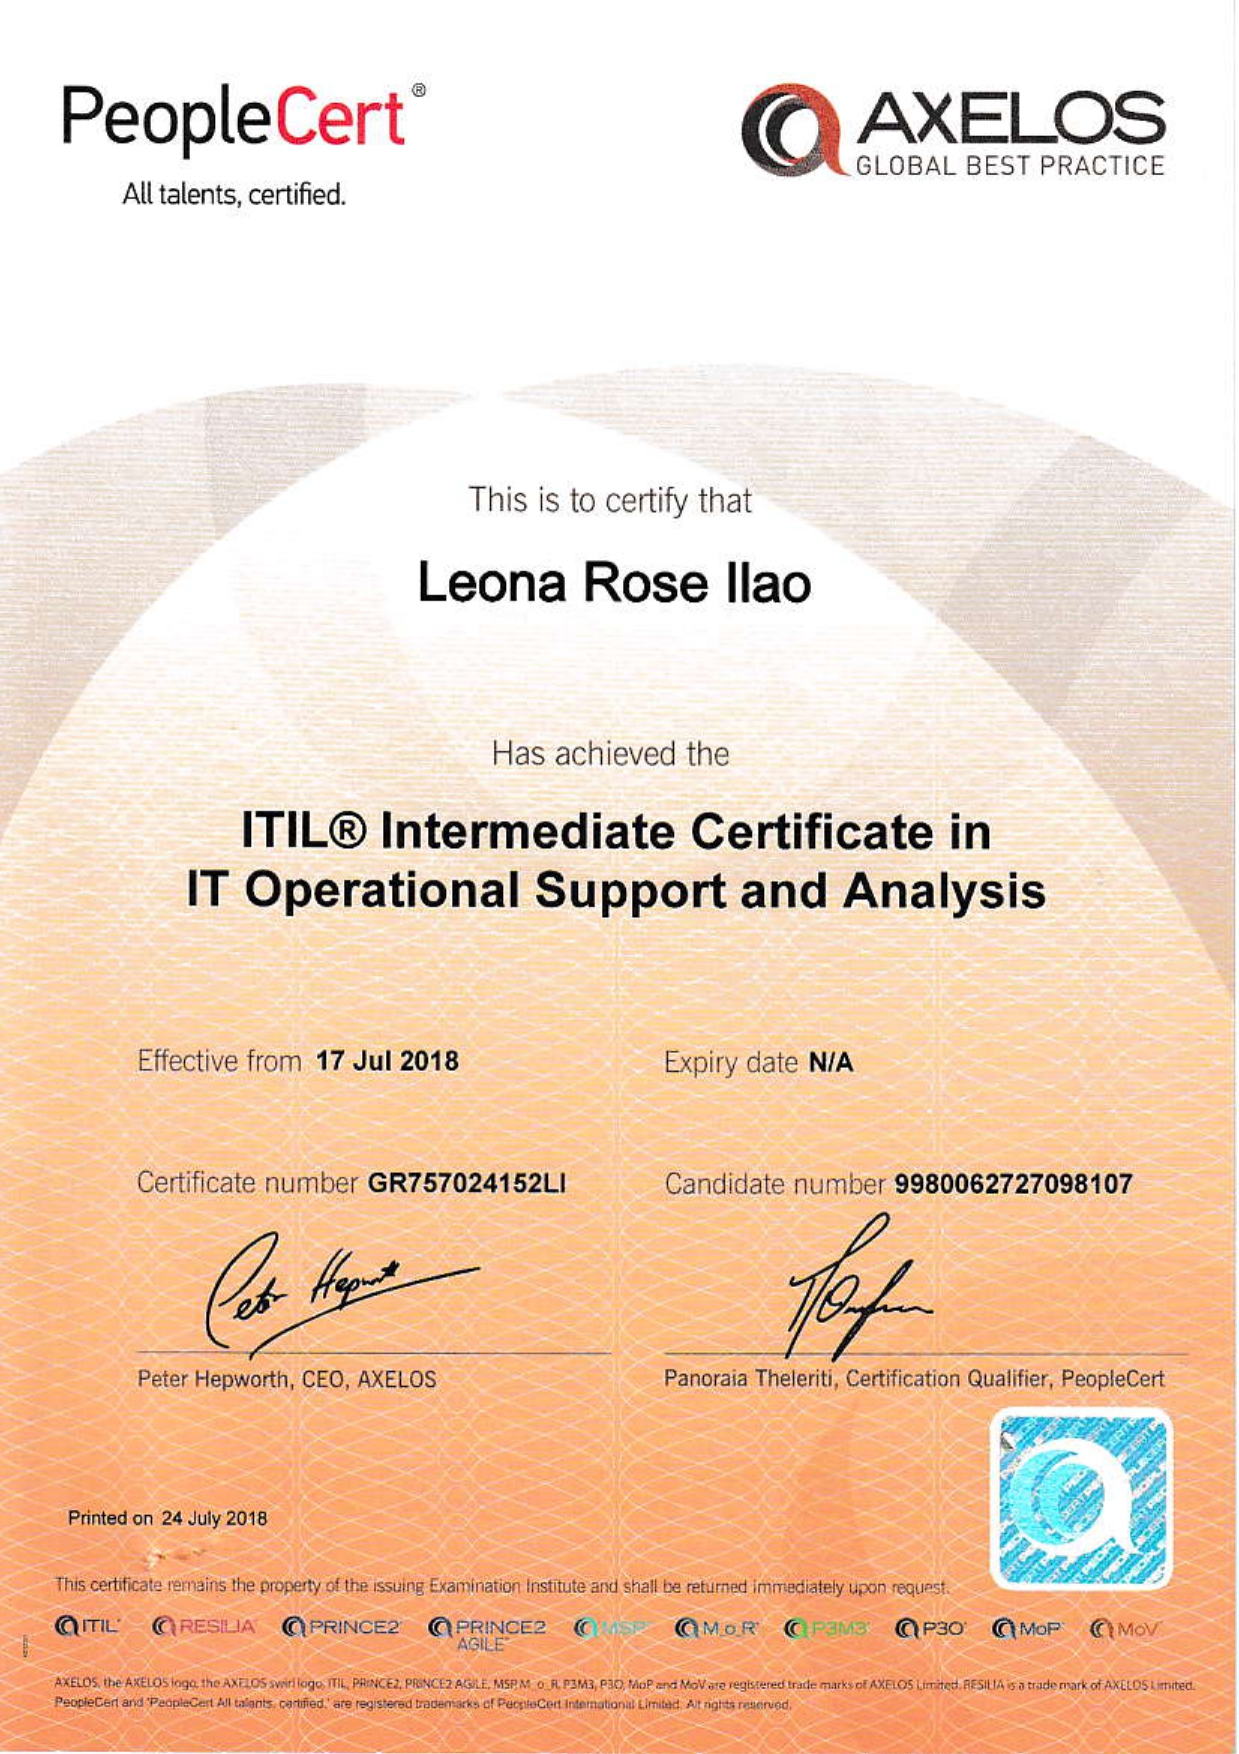 PeopleCert®
All talents, certified.
AXELOS
GLOBAL BEST PRACTICE
This is to certify that
Leona Rose Ilao
Has achieved the
ITIL® Intermediate Certificate in
IT Operational Support and Analysis
Effective from 17 Jul 2018
Expiry date N/A
Certificate number GR757024152LI
Candidate number 9980062727098107
Peter Hepworth
Peter Hepworth, CEO, AXELOS
Panoraia Theleriti, Certification Qualifier, PeopleCert
Printed on 24 July 2018
This certificate remains the property of the issuing Examination Institute and shall be returned immediately upon request.
ITIL® RESILIA™ PRINCE2® PRINCE2 AGILE™ MSP® M_o_R® P3M3® P3O® MoP® MoV®
AXELOS, the AXELOS logo, the AXELOS swirl logo, ITIL, PRINCE2, PRINCE2 AGILE, MSP, M_o_R, P3M3, P3O, MoP and MoV are registered trade marks of AXELOS Limited. RESILIA is a trade mark of AXELOS Limited.
PeopleCert and 'PeopleCert All talents, certified.' are registered trademarks of PeopleCert International Limited. All rights reserved.